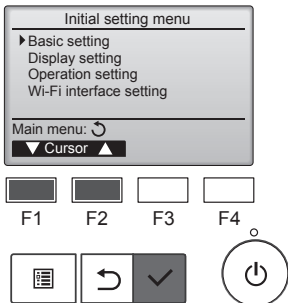 Initial setting menu
Basic setting
Display setting
Operation setting
Wi-Fi interface setting
Main menu:
Cursor
F1 F2 F3 F4